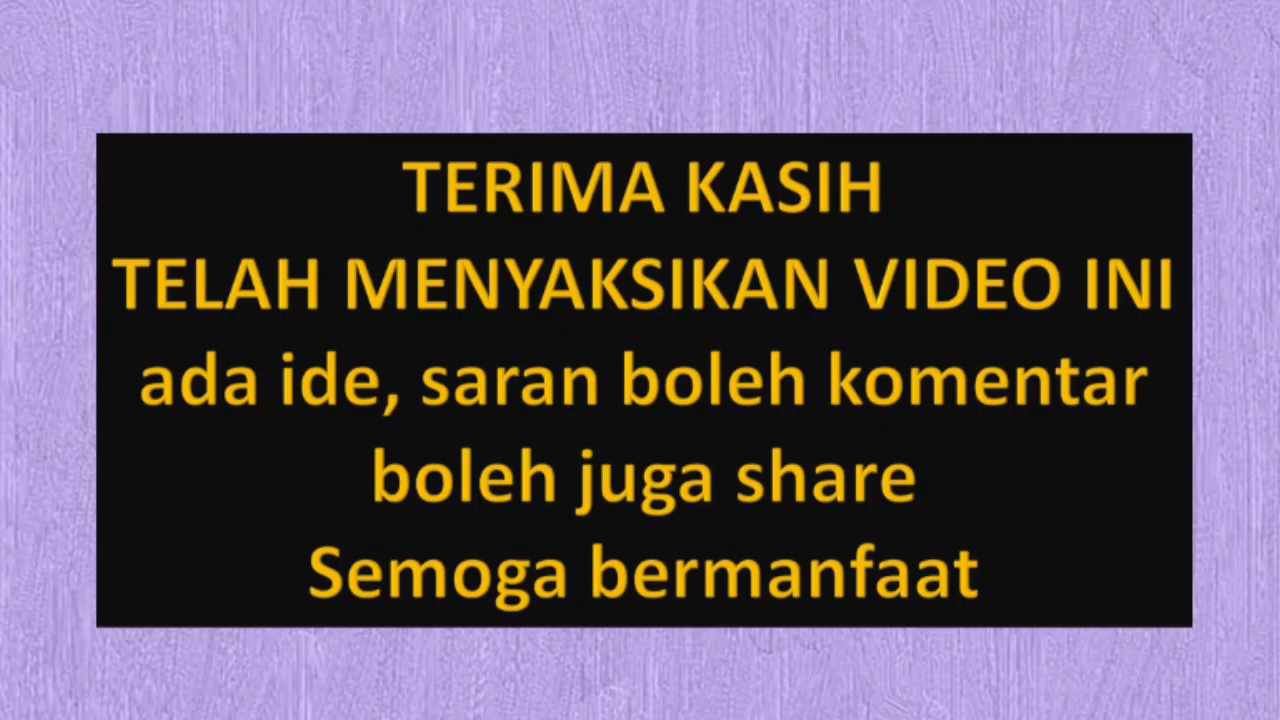 TERIMA KASIH
TELAH MENYAKSIKAN VIDEO INI
ada ide, saran boleh komentar
boleh juga share
Semoga bermanfaat